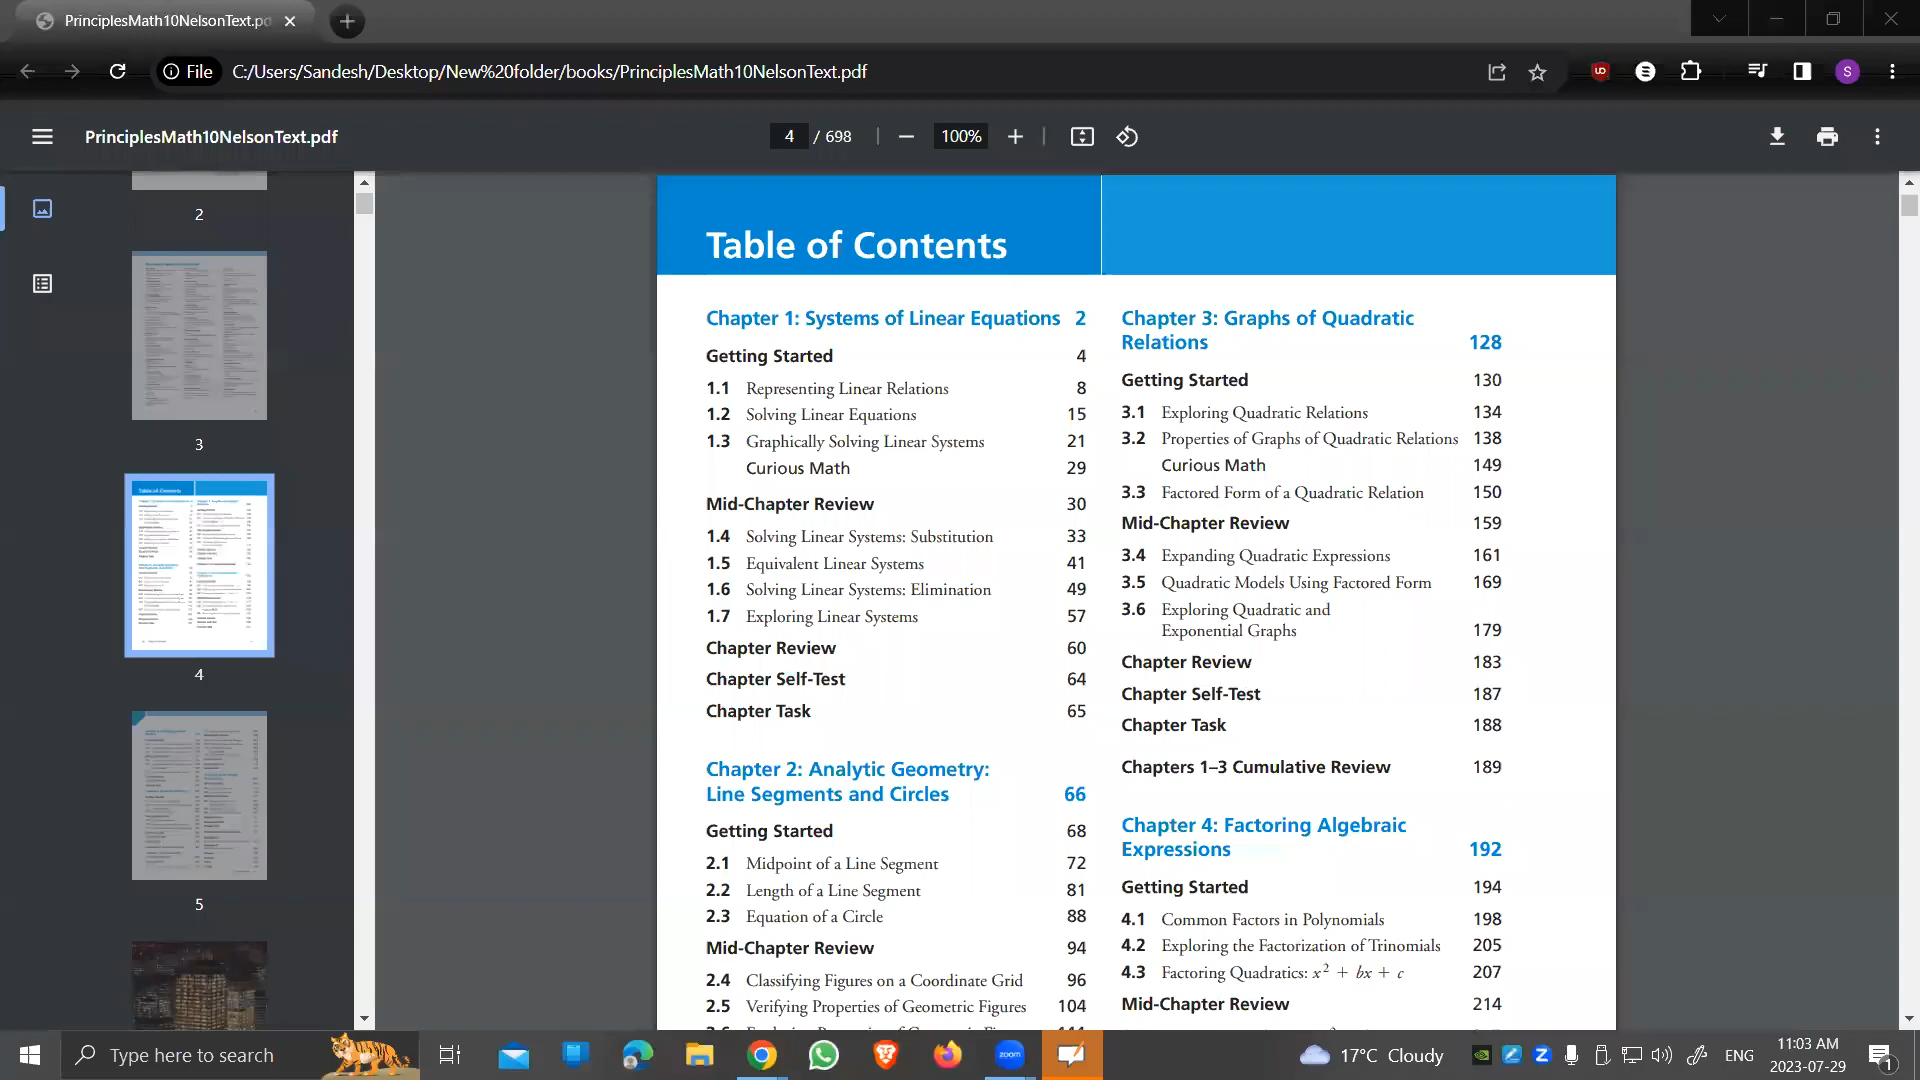 PrinciplesMath10NelsonText.pd
File
C:/Users/Sandesh/Desktop/New%20folder/books/PrinciplesMath10NelsonText.pdf
UD
S
PrinciplesMath10NelsonText.pdf
4 / 698
100%
2
3
4
5
Table of Contents
Chapter 1: Systems of Linear Equations 2
Getting Started 4
1.1 Representing Linear Relations 8
1.2 Solving Linear Equations 15
1.3 Graphically Solving Linear Systems 21
Curious Math 29
Mid-Chapter Review 30
1.4 Solving Linear Systems: Substitution 33
1.5 Equivalent Linear Systems 41
1.6 Solving Linear Systems: Elimination 49
1.7 Exploring Linear Systems 57
Chapter Review 60
Chapter Self-Test 64
Chapter Task 65
Chapter 2: Analytic Geometry:
Line Segments and Circles 66
Getting Started 68
2.1 Midpoint of a Line Segment 72
2.2 Length of a Line Segment 81
2.3 Equation of a Circle 88
Mid-Chapter Review 94
2.4 Classifying Figures on a Coordinate Grid 96
2.5 Verifying Properties of Geometric Figures 104
Chapter 3: Graphs of Quadratic
Relations 128
Getting Started 130
3.1 Exploring Quadratic Relations 134
3.2 Properties of Graphs of Quadratic Relations 138
Curious Math 149
3.3 Factored Form of a Quadratic Relation 150
Mid-Chapter Review 159
3.4 Expanding Quadratic Expressions 161
3.5 Quadratic Models Using Factored Form 169
3.6 Exploring Quadratic and
Exponential Graphs 179
Chapter Review 183
Chapter Self-Test 187
Chapter Task 188
Chapters 1–3 Cumulative Review 189
Chapter 4: Factoring Algebraic
Expressions 192
Getting Started 194
4.1 Common Factors in Polynomials 198
4.2 Exploring the Factorization of Trinomials 205
4.3 Factoring Quadratics: x² + bx + c 207
Mid-Chapter Review 214
Type here to search
zoom
17°C Cloudy
Z
ENG
11:03 AM
2023-07-29
1